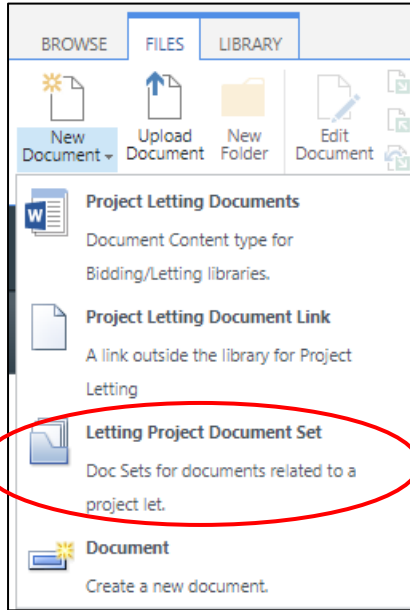 BROWSE FILES LIBRARY
New Document Upload Document New Folder Edit Document
Project Letting Documents
Document Content type for
Bidding/Letting libraries.
Project Letting Document Link
A link outside the library for Project
Letting
Letting Project Document Set
Doc Sets for documents related to a
project let.
Document
Create a new document.